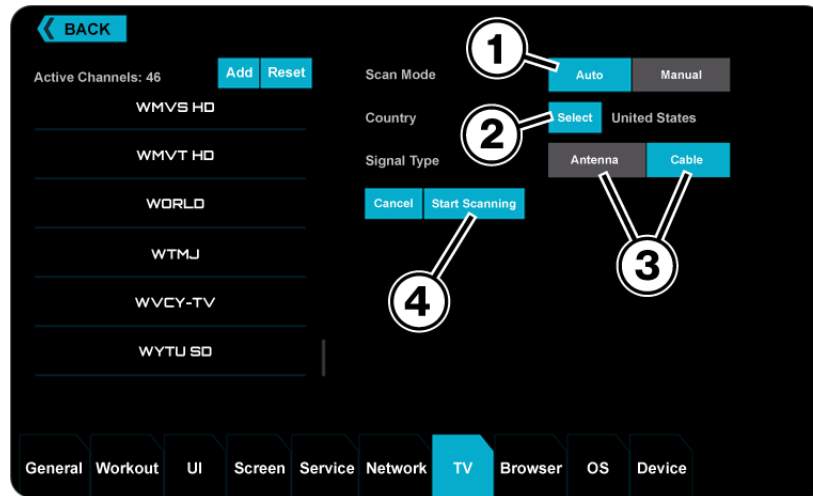 BACK
Active Channels: 46 Add Reset
WMVS HD
WMVT HD
WORLD
WTMJ
WVCY-TV
WYTU SD
Scan Mode Auto Manual
1
Country Select United States
2
Signal Type Antenna Cable
3
Cancel Start Scanning
4
General Workout UI Screen Service Network TV Browser OS Device